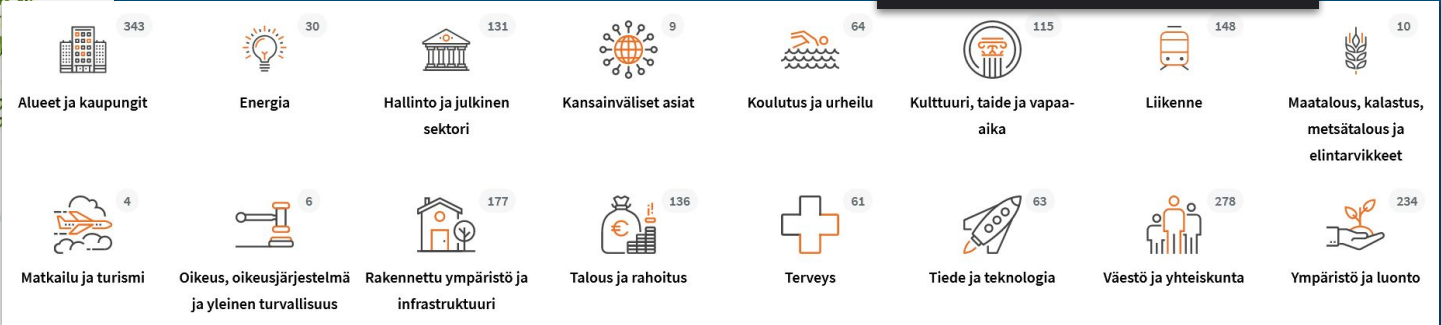 343
30
131
9
64
115
148
10
Alueet ja kaupungit
Energia
Hallinto ja julkinen
sektori
Kansainväliset asiat
Koulutus ja urheilu
Kulttuuri, taide ja vapaa-
aika
Liikenne
Maatalous, kalastus,
metsätalous ja
elintarvikkeet
4
6
177
136
61
63
278
234
Matkailu ja turismi
Oikeus, oikeusjärjestelmä
ja yleinen turvallisuus
Rakennettu ympäristö ja
infrastruktuuri
€
Talous ja rahoitus
Terveys
Tiede ja teknologia
Väestö ja yhteiskunta
Ympäristö ja luonto